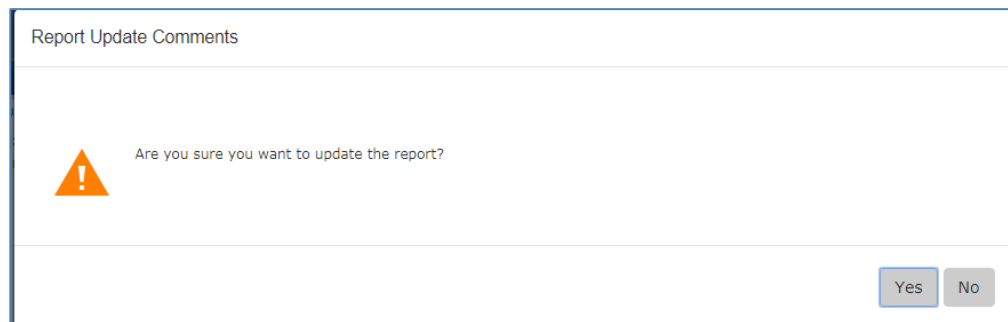 Report Update Comments
Are you sure you want to update the report?
Yes No